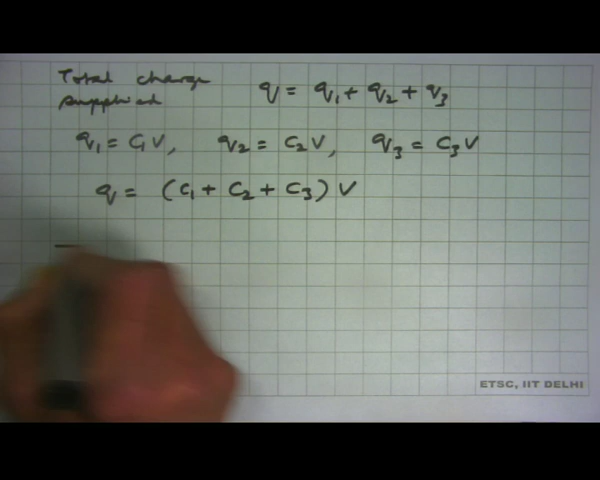 Total charge
supplied q = q1 + q2 + q3
q1 = C1V, q2 = C2V, q3 = C3V
q = (C1 + C2 + C3) V
ETSC, IIT DELHI